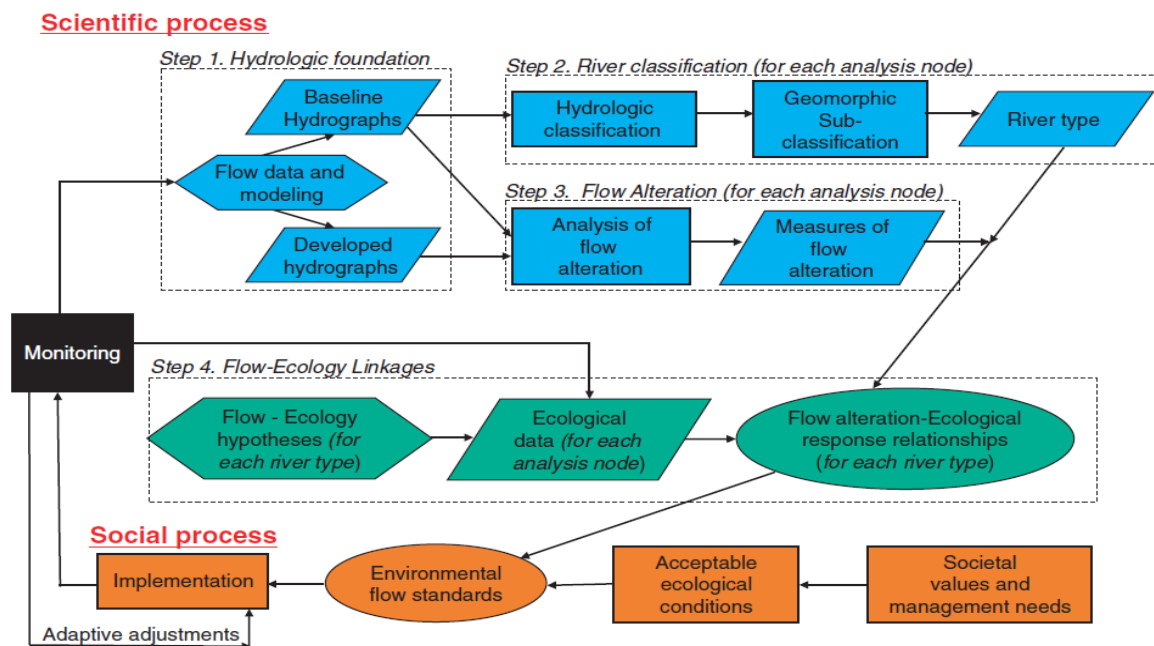 Scientific process
Step 1. Hydrologic foundation
Baseline
Hydrographs
Flow data and
modeling
Developed
hydrographs
Step 2. River classification (for each analysis node)
Hydrologic
classification
Geomorphic
Sub-
classification
River type
Step 3.  Flow Alteration (for each analysis node)
Analysis of
flow
alteration
Measures of
flow
alteration
Monitoring
Step 4. Flow-Ecology Linkages
Flow - Ecology
hypotheses (for
each river type)
Ecological
data (for each
analysis node)
Flow alteration-Ecological
response relationships
(for each river type)
Social process
Implementation
Environmental
flow standards
Acceptable
ecological
conditions
Societal
values and
management needs
Adaptive adjustments